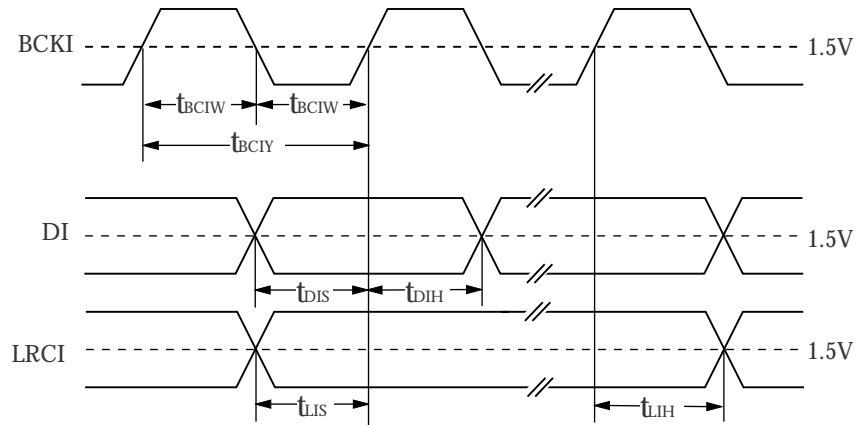 BCKI 1.5V
tBCIW tBCIW
tBCIY
DI 1.5V
tDIS tDIH
LRCI 1.5V
tLIS tLIH